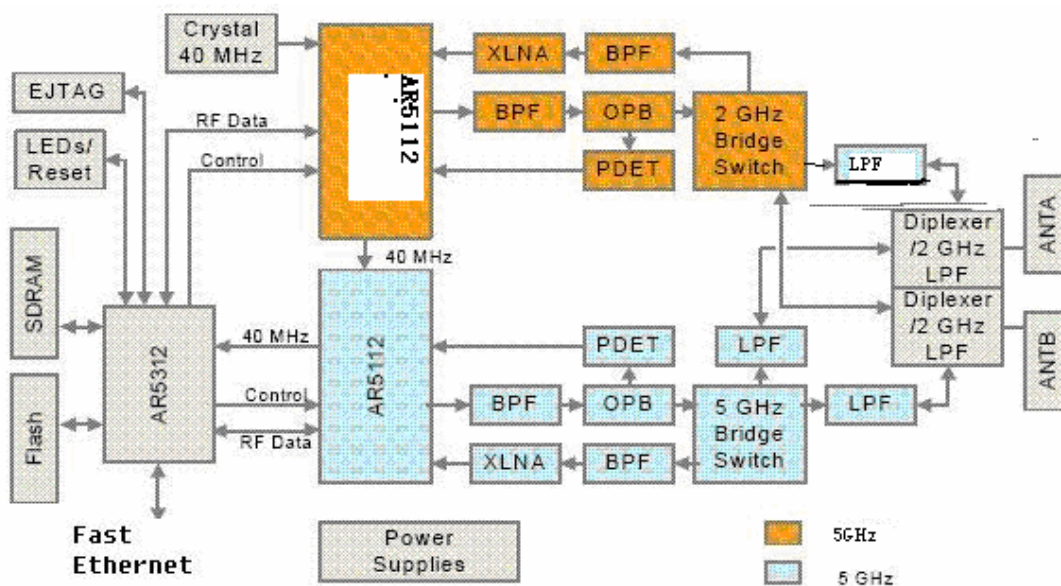 Crystal
40 MHz
XLNA
BPF
EJTAG
AR5112
RF Data
BPF
OPB
2 GHz
Bridge
Switch
LEDs/
Reset
Control
PDET
LPF
ANTA
Diplexer
/2 GHz
LPF
40 MHz
SDRAM
Diplexer
/2 GHz
LPF
ANTB
AR5312
40 MHz
AR5112
PDET
LPF
Flash
Control
BPF
OPB
5 GHz
Bridge
Switch
LPF
RF Data
XLNA
BPF
Fast
Ethernet
Power
Supplies
5GHz
5 GHz